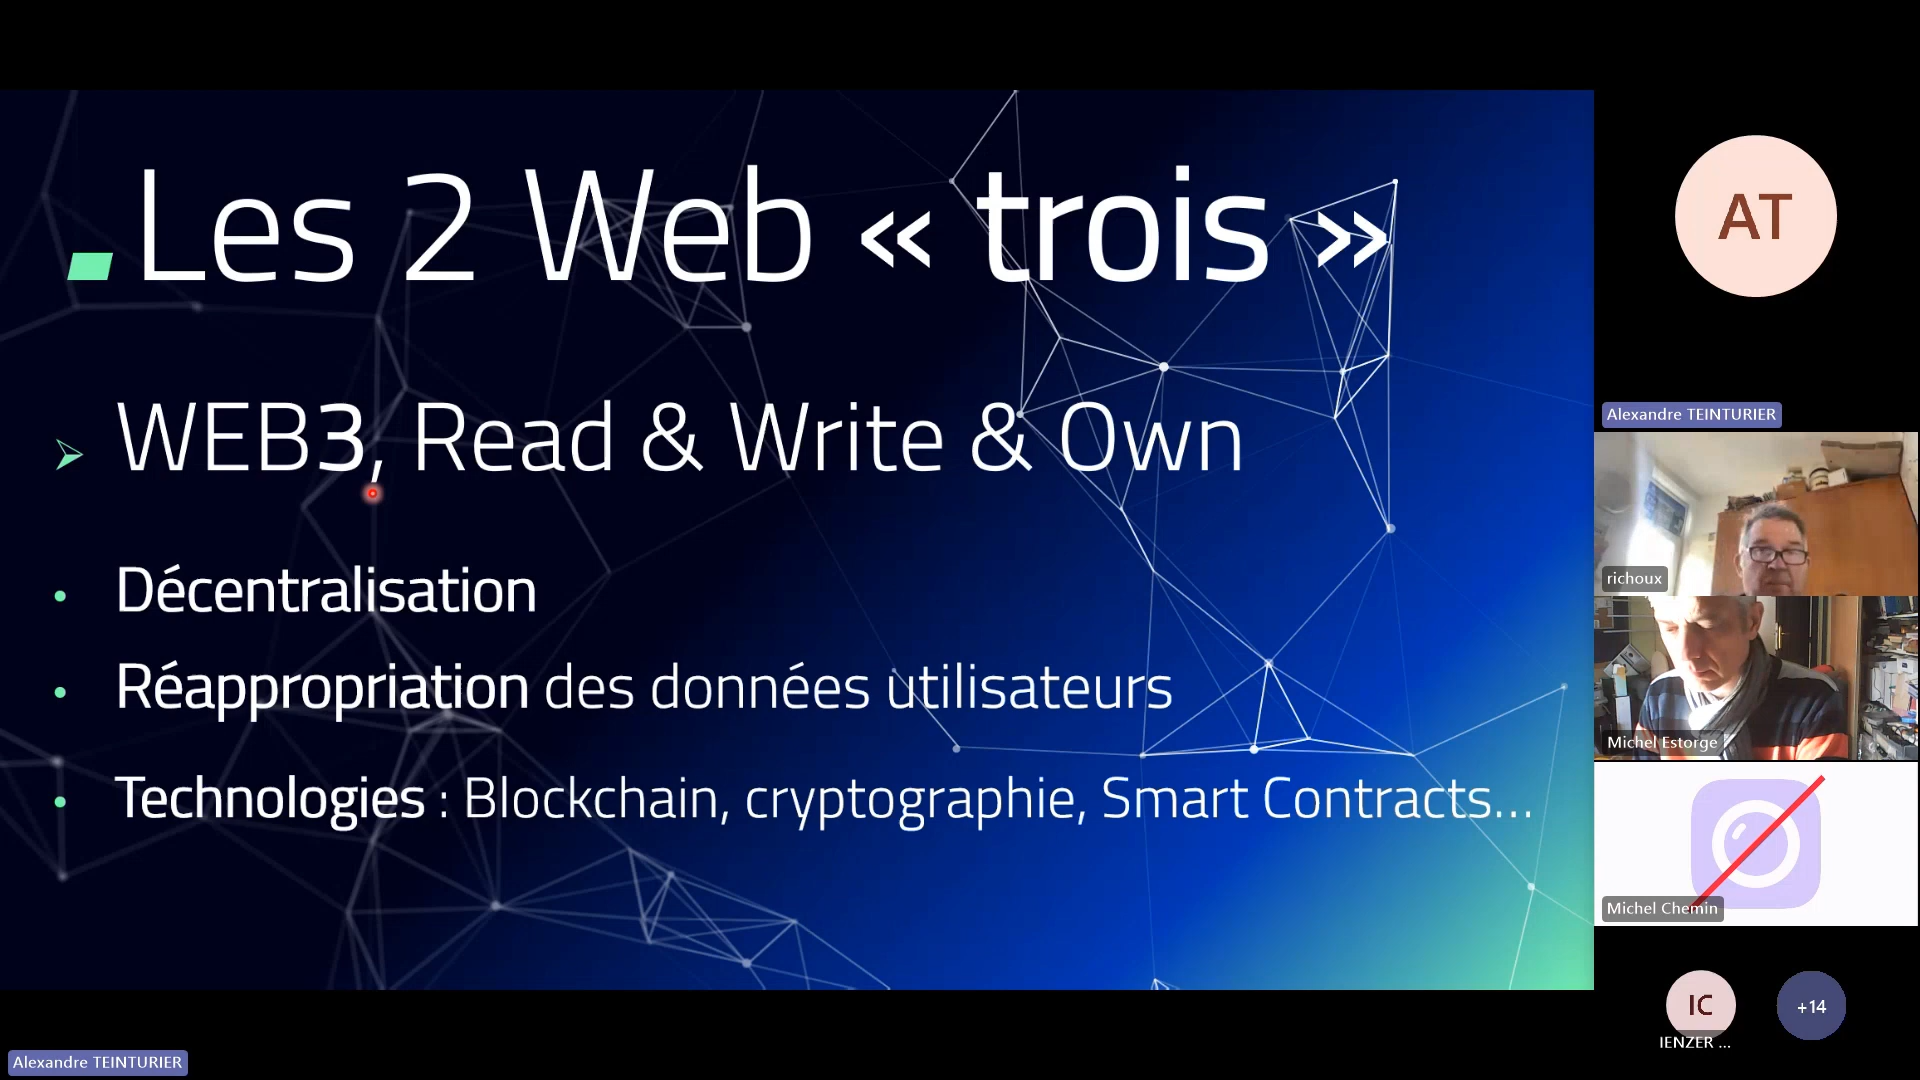 Les 2 Web « trois »
WEB3, Read & Write & Own
Décentralisation
Réappropriation des données utilisateurs
Technologies : Blockchain, cryptographie, Smart Contracts...
AT
Alexandre TEINTURIER
richoux
Michel Estorge
Michel Chemin
IC
+14
IENZER ...
Alexandre TEINTURIER